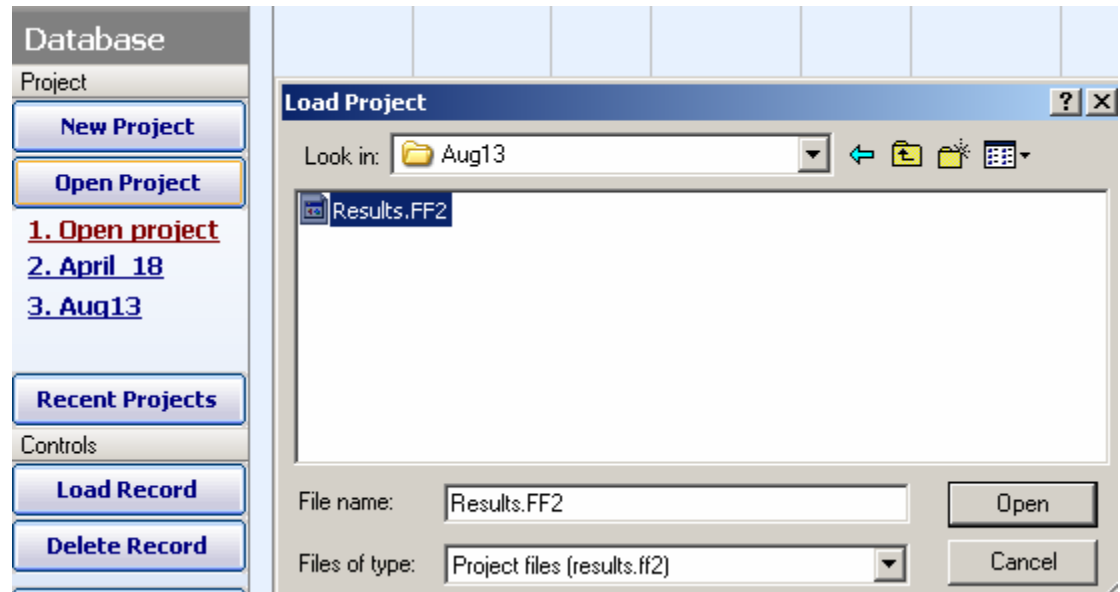 Database
Project
New Project
Open Project
1. Open project
2. April_18
3. Aug13
Recent Projects
Controls
Load Record
Delete Record
Load Project
Look in: Aug13
Results.FF2
File name: Results.FF2
Open
Files of type: Project files (results.ff2)
Cancel